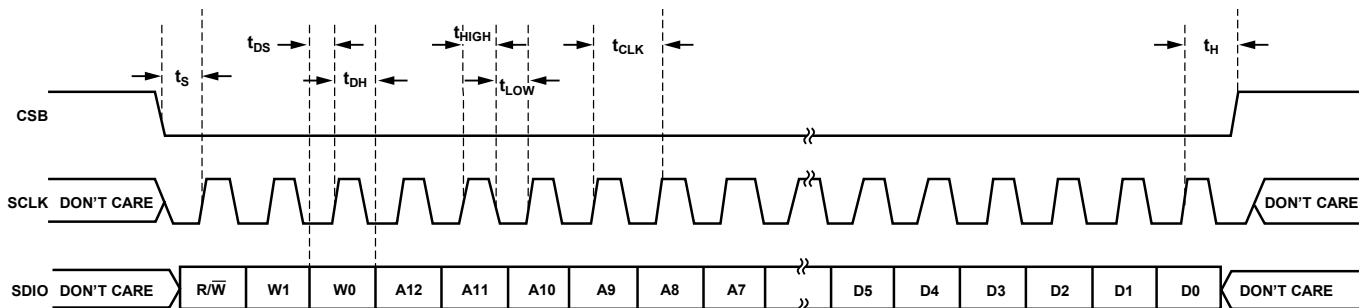 tDS
tHIGH
tCLK
tH
tS
tDH
tLOW
CSB
SCLK DON'T CARE DON'T CARE
SDIO DON'T CARE R/W̅ W1 W0 A12 A11 A10 A9 A8 A7 D5 D4 D3 D2 D1 D0 DON'T CARE